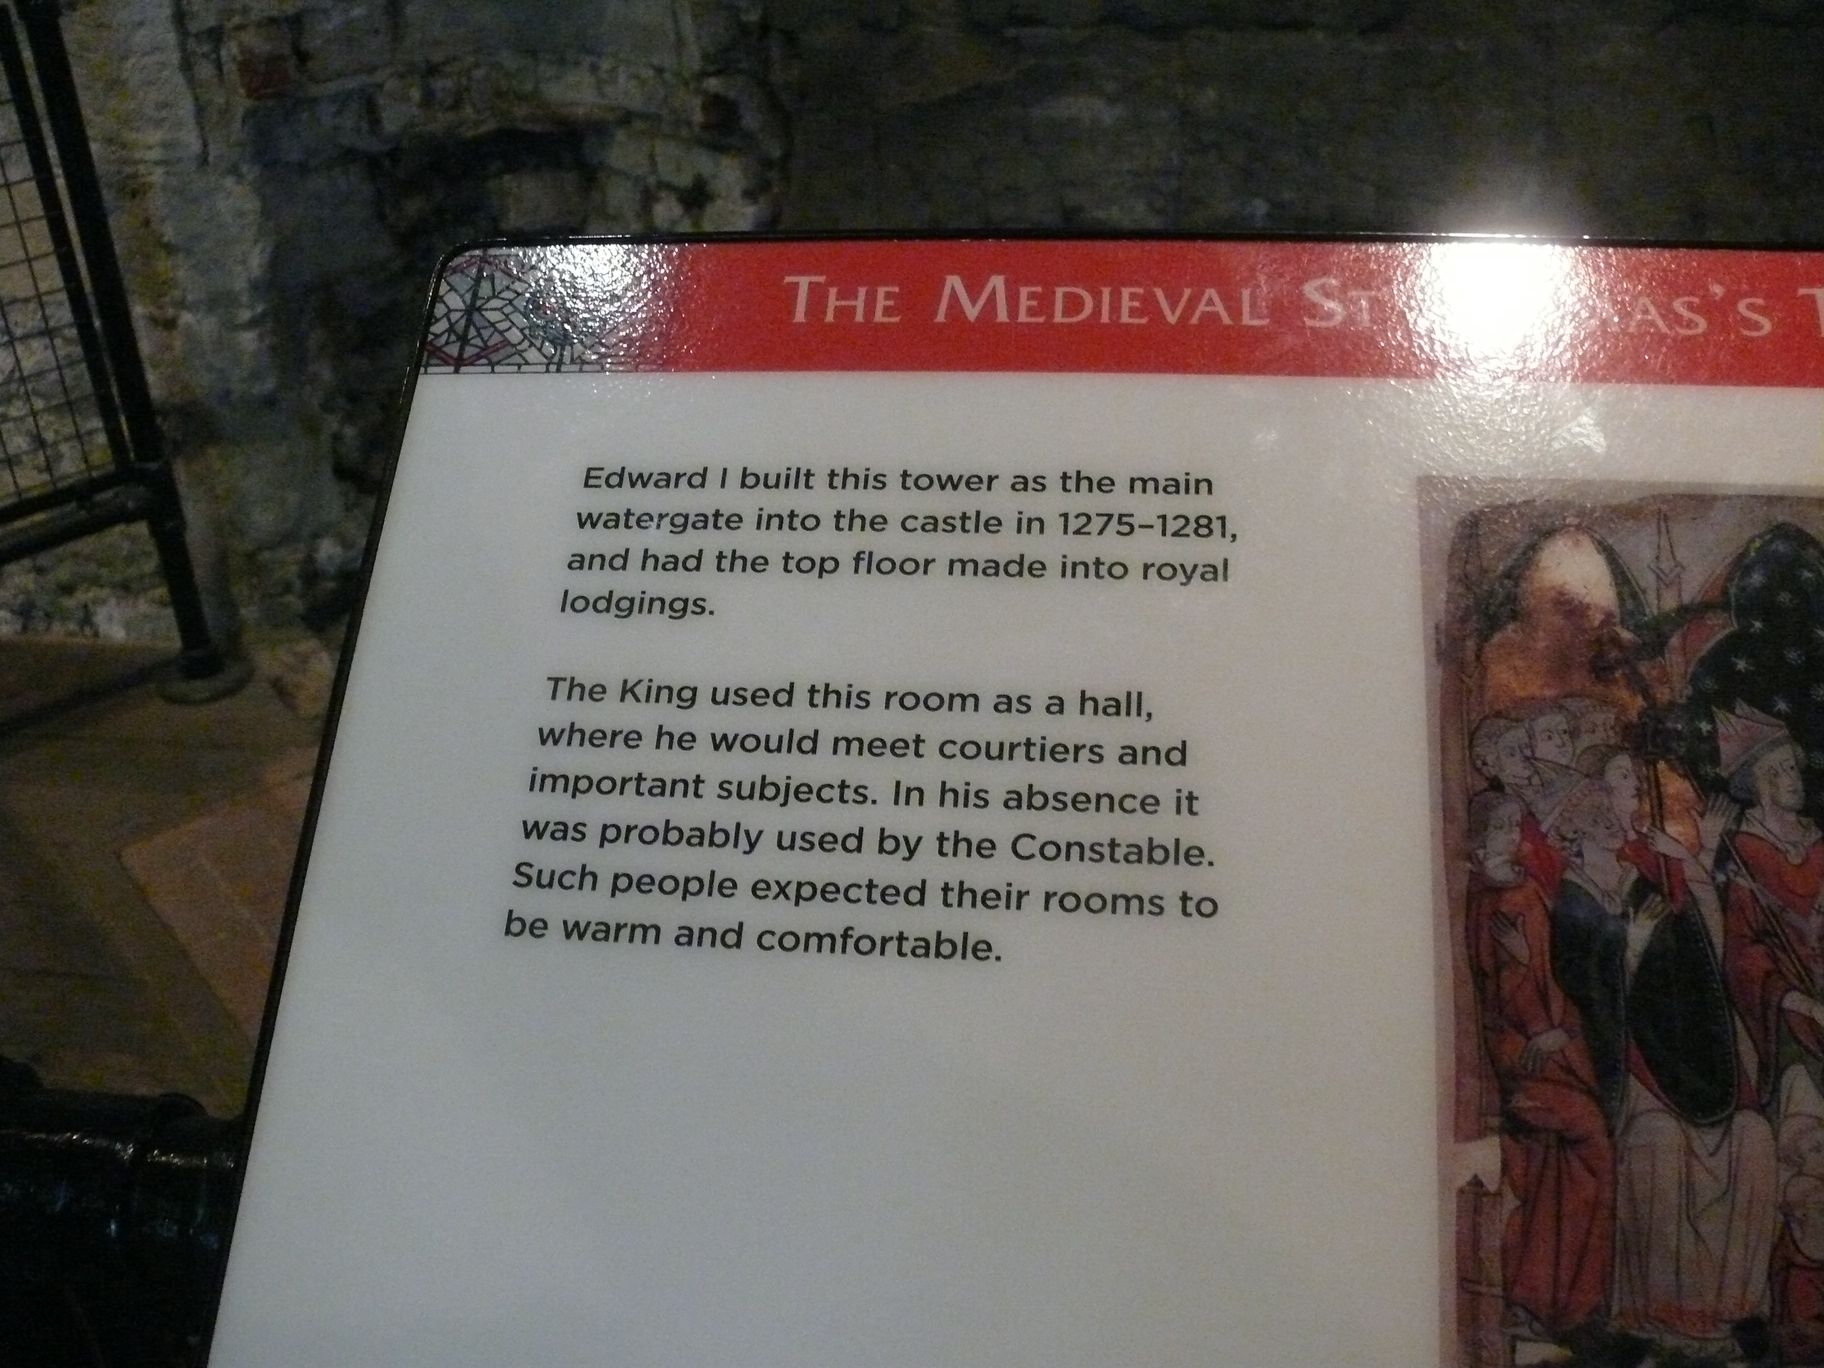 THE MEDIEVAL ST
Edward I built this tower as the main
watergate into the castle in 1275–1281,
and had the top floor made into royal
lodgings.
The King used this room as a hall,
where he would meet courtiers and
important subjects. In his absence it
was probably used by the Constable.
Such people expected their rooms to
be warm and comfortable.